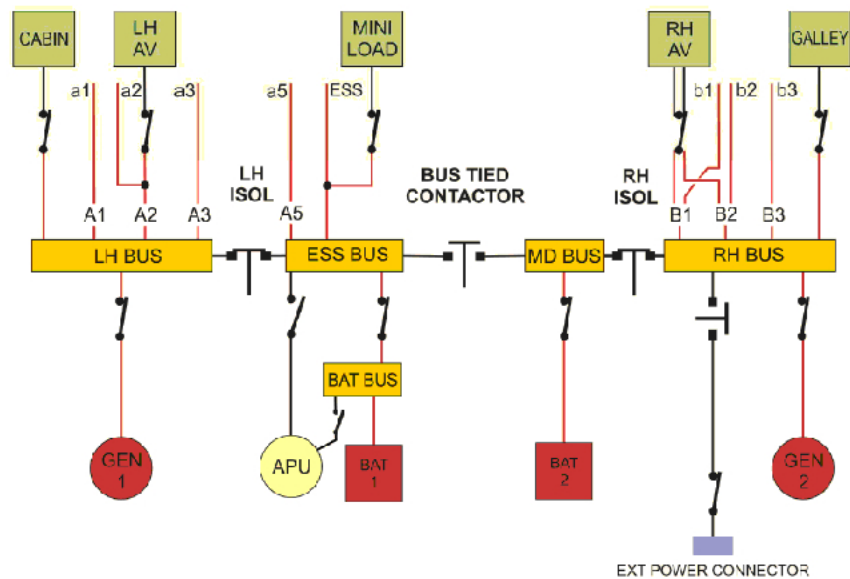 CABIN
LH
AV
MINI
LOAD
RH
AV
GALLEY
a1
a2
a3
a5
ESS
b1
b2
b3
LH
ISOL
BUS TIED
CONTACTOR
RH
ISOL
A1
A2
A3
A5
B1
B2
B3
LH BUS
ESS BUS
MD BUS
RH BUS
BAT BUS
GEN
1
APU
BAT
1
BAT
2
GEN
2
EXT POWER CONNECTOR